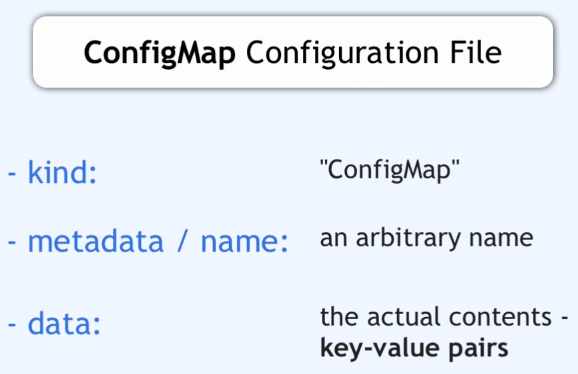 ConfigMap Configuration File
- kind: "ConfigMap"
- metadata / name: an arbitrary name
- data: the actual contents -
key-value pairs